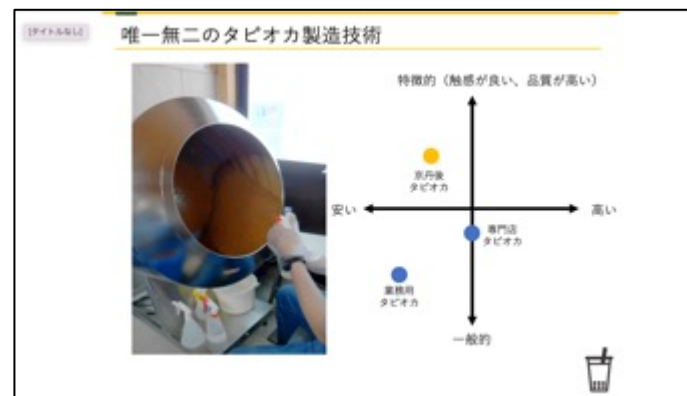 [タイトルなし]
唯一無二のタピオカ製造技術
特徴的（触感が良い、品質が高い）
京丹後
タピオカ
安い
高い
専門店
タピオカ
業務用
タピオカ
一般的